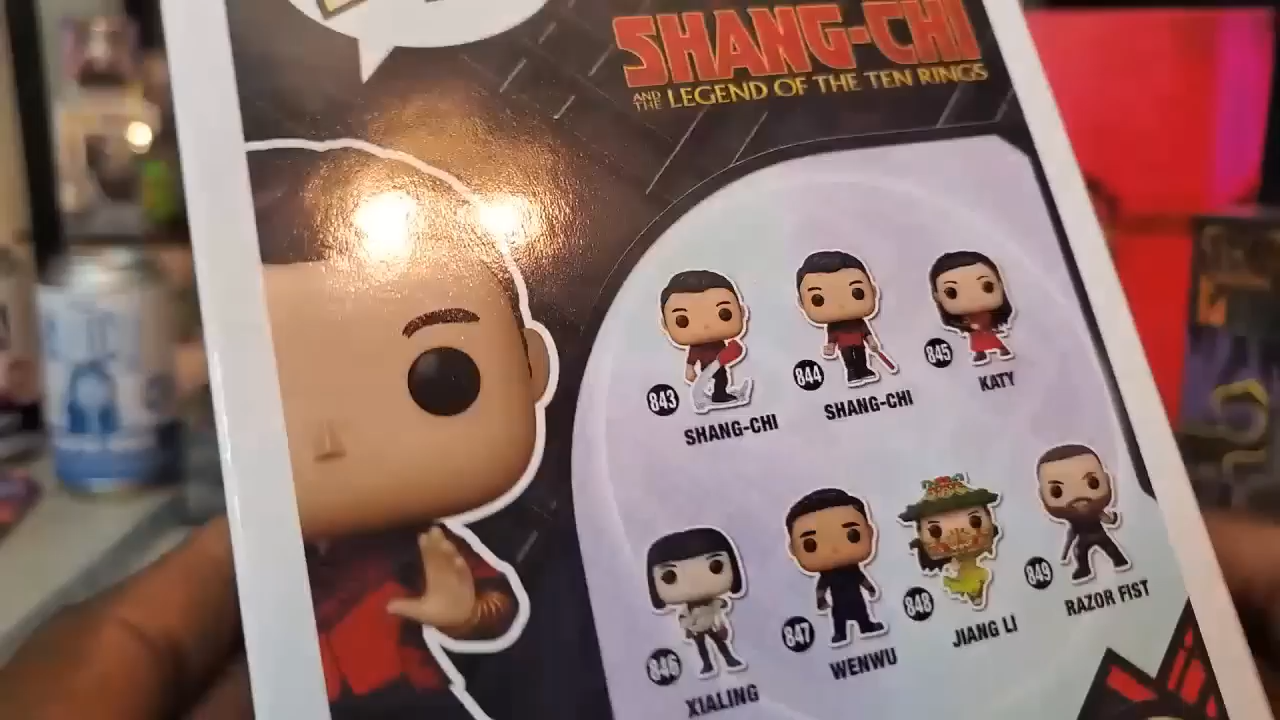 SHANG-CHI
AND THE LEGEND OF THE TEN RINGS
843
SHANG-CHI
844
SHANG-CHI
845
KATY
846
XIALING
847
WENWU
848
JIANG LI
849
RAZOR FIST